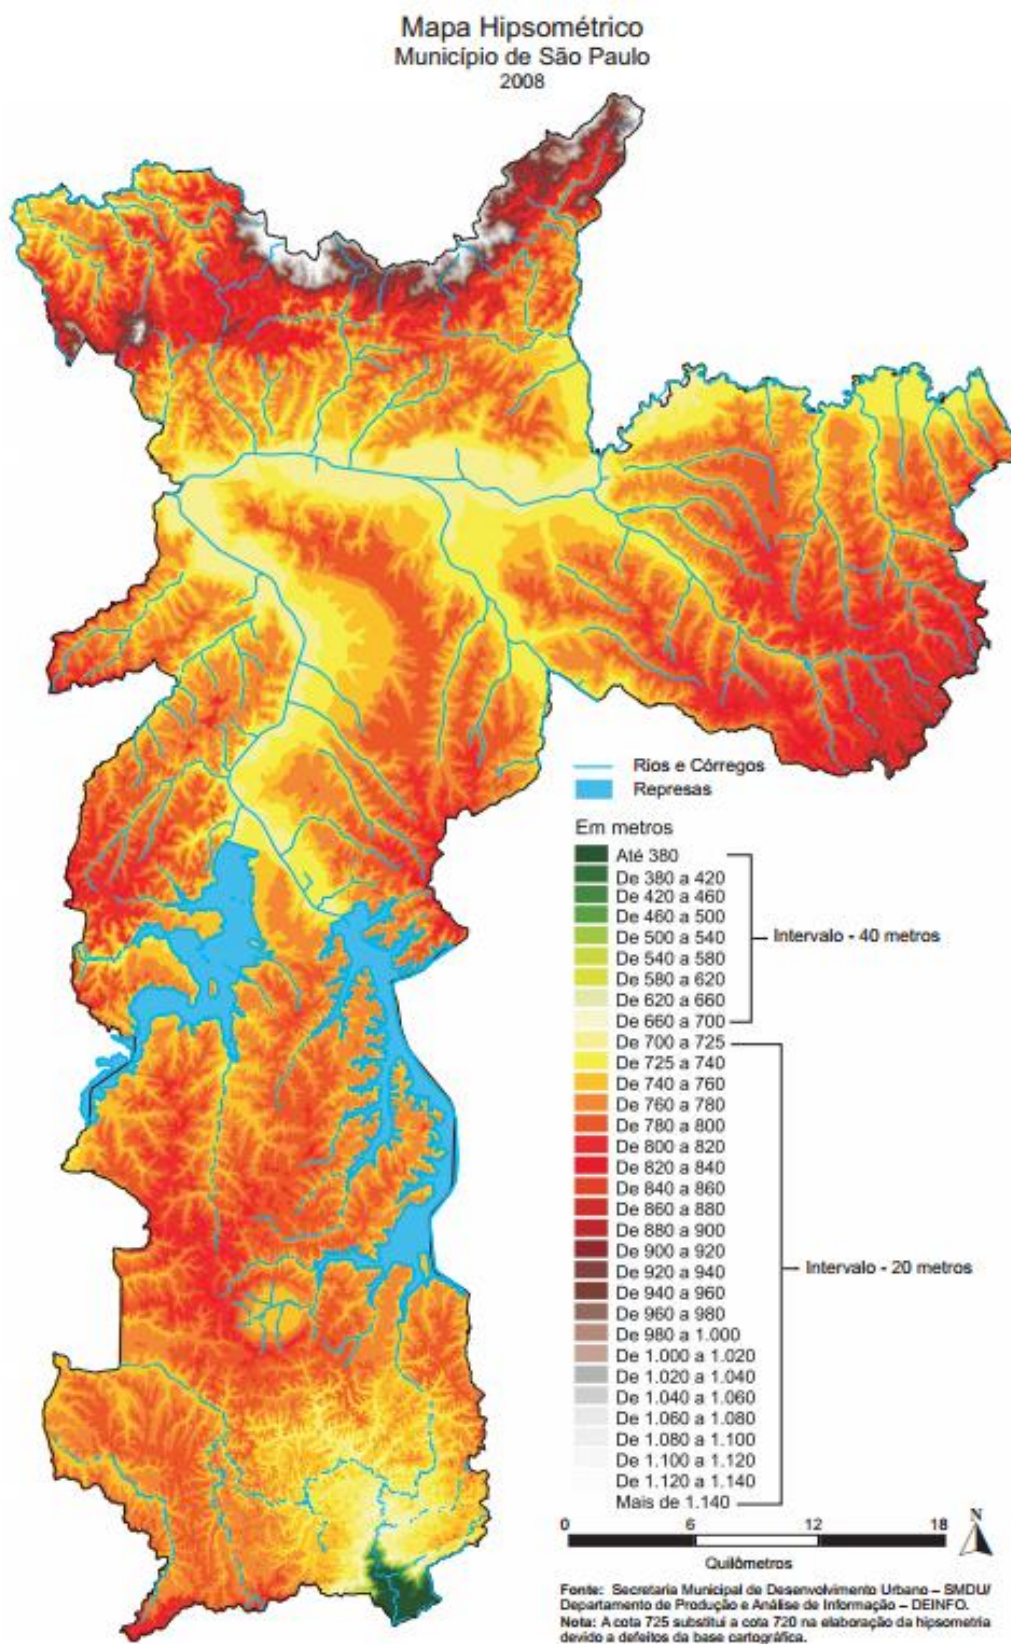 Mapa Hipsométrico
Município de São Paulo
2008
Rios e Córregos
Represas
Em metros
Até 380
De 380 a 420
De 420 a 460
De 460 a 500
De 500 a 540
De 540 a 580
De 580 a 620
De 620 a 660
De 660 a 700
Intervalo - 40 metros
De 700 a 725
De 725 a 740
De 740 a 760
De 760 a 780
De 780 a 800
De 800 a 820
De 820 a 840
De 840 a 860
De 860 a 880
De 880 a 900
De 900 a 920
De 920 a 940
De 940 a 960
De 960 a 980
De 980 a 1.000
De 1.000 a 1.020
De 1.020 a 1.040
De 1.040 a 1.060
De 1.060 a 1.080
De 1.080 a 1.100
De 1.100 a 1.120
De 1.120 a 1.140
Mais de 1.140
Intervalo - 20 metros
0 6 12 18
N
Quilômetros
Fonte: Secretaria Municipal de Desenvolvimento Urbano – SMDU/
Departamento de Produção e Análise de Informação – DEINFO.
Nota: A cota 725 substitui a cota 720 na elaboração da hipsometria
devido a defeitos da base cartográfica.